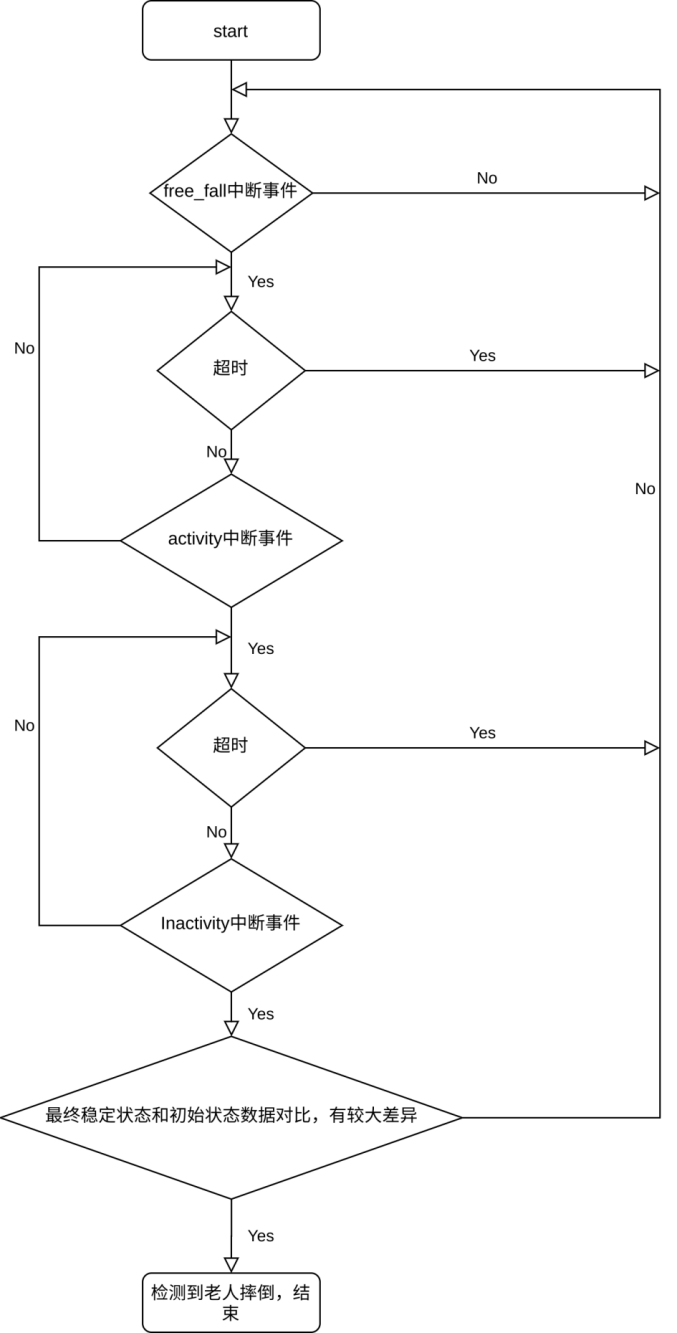 start
free_fall中断事件
No
Yes
No
超时
Yes
No
No
activity中断事件
Yes
No
超时
Yes
No
Inactivity中断事件
Yes
最终稳定状态和初始状态数据对比，有较大差异
Yes
检测到老人摔倒，结
束